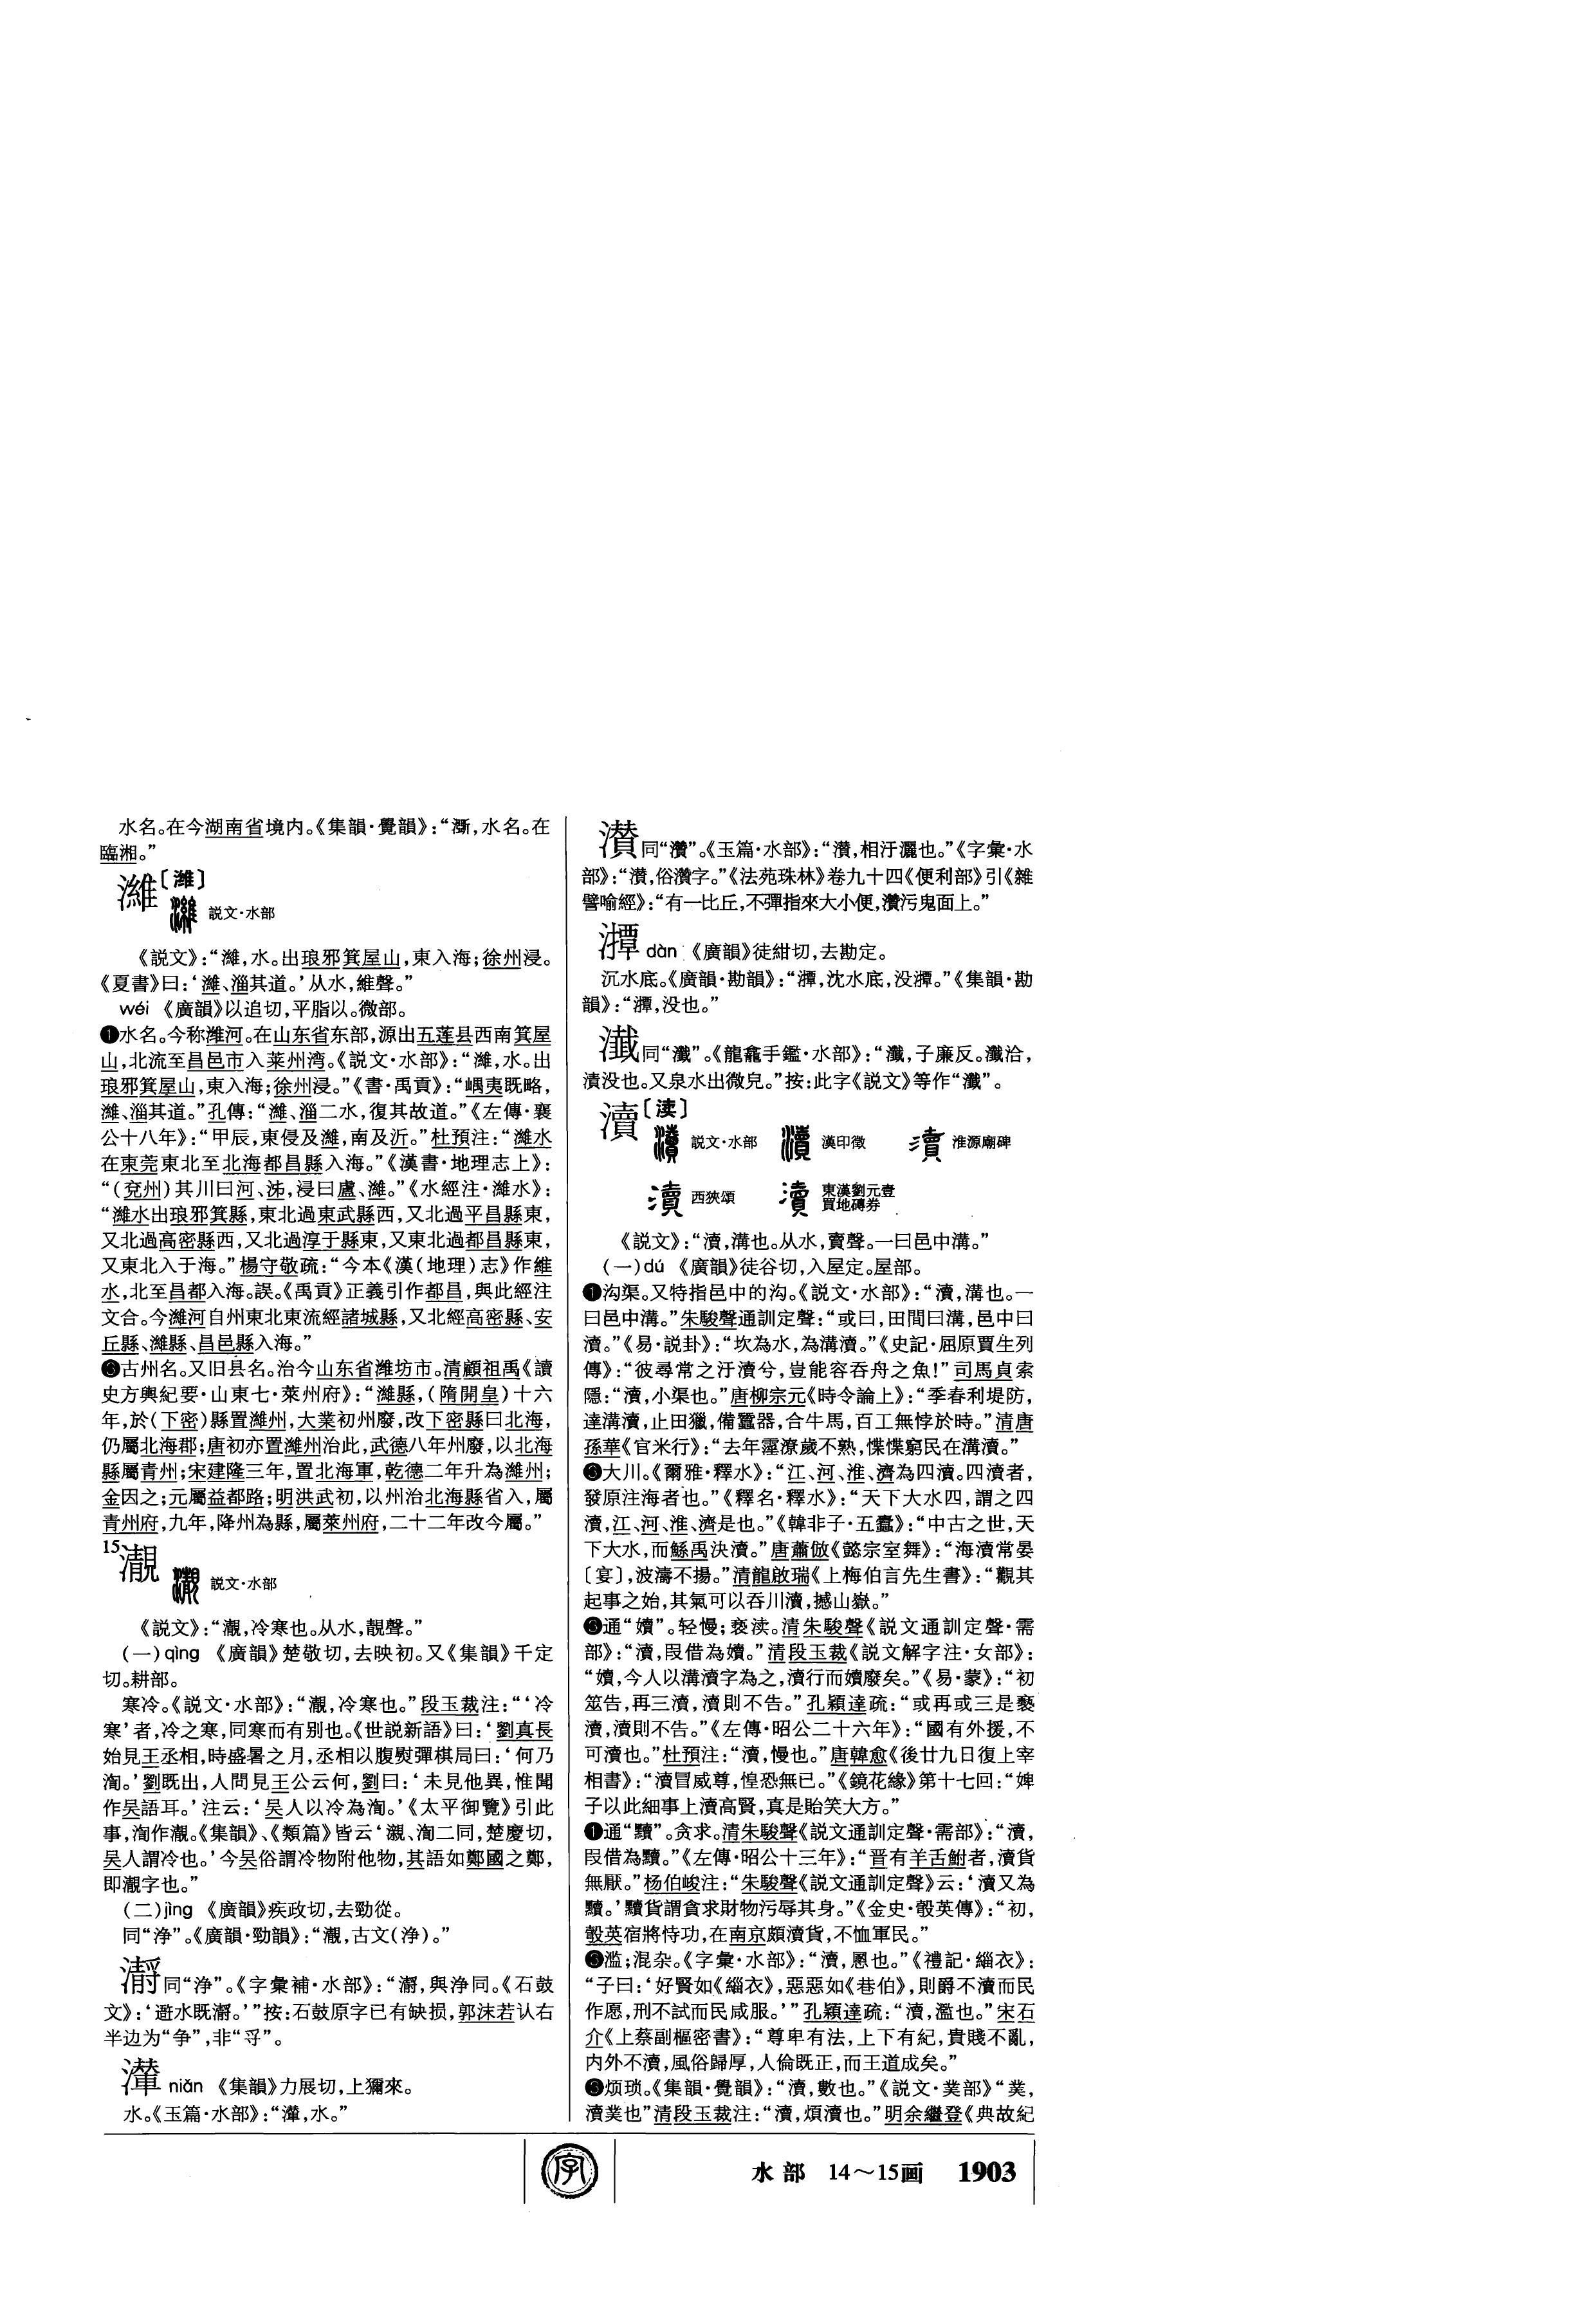 水名。在今湖南省境内。《集韻·覺韻》：“㵸，水名。在
臨湘。”
濰〔潍〕
説文·水部
《説文》：“濰，水。出琅邪箕屋山，東入海；徐州浸。
《夏書》曰：‘濰、淄其道。’从水，維聲。”
wéi 《廣韻》以追切，平脂以。微部。
❶水名。今称潍河。在山东省东部，源出五莲县西南箕屋
山，北流至昌邑市入莱州湾。《説文·水部》：“濰，水。出
琅邪箕屋山，東入海；徐州浸。”《書·禹貢》：“嵎夷既略，
濰、淄其道。”孔傳：“濰、淄二水，復其故道。”《左傳·襄
公十八年》：“甲辰，東侵及濰，南及沂。”杜預注：“濰水
在東莞東北至北海都昌縣入海。”《漢書·地理志上》：
“（兗州）其川曰河、泲，浸曰盧、濰。”《水經注·濰水》：
“濰水出琅邪箕縣，東北過東武縣西，又北過平昌縣東，
又北過高密縣西，又北過淳于縣東，又東北過都昌縣東，
又東北入于海。”楊守敬疏：“今本《漢（地理）志》作維
水，北至昌都入海。誤。《禹貢》正義引作都昌，與此經注
文合。今濰河自州東北東流經諸城縣，又北經高密縣、安
丘縣、濰縣、昌邑縣入海。”
古州名。又旧县名。治今山东省潍坊市。清顧祖禹《讀
史方輿紀要·山東七·萊州府》：“濰縣，（隋開皇）十六
年，於（下密）縣置濰州，大業初州廢，改下密縣曰北海，
仍屬北海郡；唐初亦置濰州治此，武德八年州廢，以北海
縣屬青州；宋建隆三年，置北海軍，乾德二年升為濰州；
金因之；元屬益都路；明洪武初，以州治北海縣省入，屬
青州府，九年，降州為縣，屬萊州府，二十二年改今屬。”
15 瀙
説文·水部
《説文》：“瀞，冷寒也。从水，靚聲。”
（一）qìng 《廣韻》楚敬切，去映初。又《集韻》千定
切。耕部。
寒冷。《説文·水部》：“，冷寒也。”段玉裁注：“‘冷
寒’者，冷之寒，同寒而有别也。《世説新語》曰：‘劉真長
始見王丞相，時盛暑之月，丞相以腹熨彈棋局曰：‘何乃
渹。’劉既出，人問見王公云何，劉曰：‘未見他異，惟聞
作吴語耳。’注云：‘吴人以冷為渹。’《太平御覽》引此
事，渹作。《集韻》、《類篇》皆云‘、渹二同，楚慶切，
吴人謂冷也。’今吴俗謂冷物附他物，其語如鄭國之鄭，
即字也。”
（二）jìng 《廣韻》疾政切，去勁從。
同“浄”。《廣韻·勁韻》：“，古文（浄）。”
同“浄”。《字彙補·水部》：“，與浄同。《石鼓
文》：‘遊水既。’”按：石鼓原字已有缺损，郭沫若认右
半边为“争”，非“寽”。
niǎn 《集韻》力展切，上獮來。
水。《玉篇·水部》：“，水。”
同“灒”。《玉篇·水部》：“濽，相汙灑也。”《字彙·水
部》：“濽，俗灒字。”《法苑珠林》卷九十四《便利部》引《雜
譬喻經》：“有一比丘，不彈指來大小便，灒污鬼面上。”
dàn 《廣韻》徒紺切，去勘定。
沉水底。《廣韻·勘韻》：“，沈水底，没。”《集韻·勘
韻》：“，没也。”
同“瀸”。《龍龕手鑑·水部》：“，子廉反。洽，
漬没也。又泉水出微皃。”按：此字《説文》等作“瀸”。
瀆〔渎〕
説文·水部 漢印徵 淮源廟碑
西狹頌 東漢劉元壹
買地磚券
《説文》：“瀆，溝也。从水，賣聲。一曰邑中溝。”
（一）dú 《廣韻》徒谷切，入屋定。屋部。
❶沟渠。又特指邑中的沟。《説文·水部》：“瀆，溝也。一
曰邑中溝。”朱駿聲通訓定聲：“或曰，田間曰溝，邑中曰
瀆。”《易·説卦》：“坎為水，為溝瀆。”《史記·屈原賈生列
傳》：“彼尋常之汙瀆兮，豈能容吞舟之魚！”司馬貞索
隱：“瀆，小渠也。”唐柳宗元《時令論上》：“季春利堤防，
達溝瀆，止田獵，備蠶器，合牛馬，百工無悖於時。”清唐
孫華《官米行》：“去年霪潦歲不熟，惵惵窮民在溝瀆。”
大川。《爾雅·釋水》：“江、河、淮、濟為四瀆。四瀆者，
發原注海者也。”《釋名·釋水》：“天下大水四，謂之四
瀆，江、河、淮、濟是也。”《韓非子·五蠹》：“中古之世，天
下大水，而鯀禹決瀆。”唐蕭倣《懿宗室舞》：“海瀆常晏
〔宴〕，波濤不揚。”清龍啟瑞《上梅伯言先生書》：“觀其
起事之始，其氣可以吞川瀆，撼山嶽。”
❸通“嬻”。轻慢；亵渎。清朱駿聲《説文通訓定聲·需
部》：“瀆，叚借為嬻。”清段玉裁《説文解字注·女部》：
“嬻，今人以溝瀆字為之，瀆行而嬻廢矣。”《易·蒙》：“初
筮告，再三瀆，瀆則不告。”孔穎達疏：“或再或三是褻
瀆，瀆則不告。”《左傳·昭公二十六年》：“國有外援，不
可瀆也。”杜預注：“瀆，慢也。”唐韓愈《後廿九日復上宰
相書》：“瀆冒威尊，惶恐無已。”《鏡花緣》第十七回：“婢
子以此細事上瀆高賢，真是貽笑大方。”
通“黷”。贪求。清朱駿聲《説文通訓定聲·需部》：“瀆，
叚借為黷。”《左傳·昭公十三年》：“晋有羊舌鮒者，瀆貨
無厭。”杨伯峻注：“朱駿聲《説文通訓定聲》云：‘瀆又為
黷。’黷貨謂貪求財物污辱其身。”《金史·彀英傳》：“初，
彀英宿將恃功，在南京頗瀆貨，不恤軍民。”
滥；混杂。《字彙·水部》：“瀆，慁也。”《禮記·緇衣》：
“子曰：‘好賢如《緇衣》，惡惡如《巷伯》，則爵不瀆而民
作愿，刑不試而民咸服。’”孔穎達疏：“瀆，濫也。”宋石
介《上蔡副樞密書》：“尊卑有法，上下有紀，貴賤不亂，
内外不瀆，風俗歸厚，人倫既正，而王道成矣。”
烦琐。《集韻·覺韻》：“瀆，數也。”《説文·菐部》“菐，
瀆菐也”清段玉裁注：“瀆，煩瀆也。”明余繼登《典故紀
字
水部 14～15画 1903